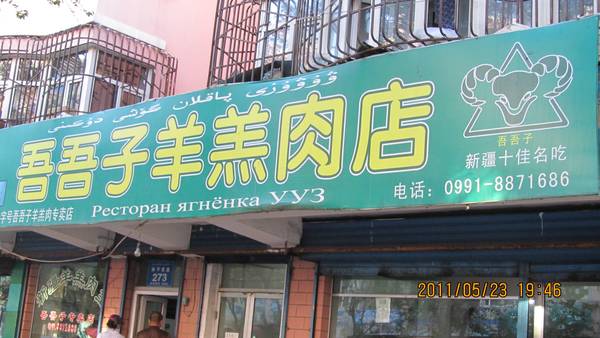 پاقلان گۆشى دۇكىنى
吾吾子羊羔肉店
吾吾子
新疆十佳名吃
电话：0991-8871686
字号吾吾子羊羔肉专卖店
Ресторан ягнёнка УУЗ
273
2011/05/23 19:46